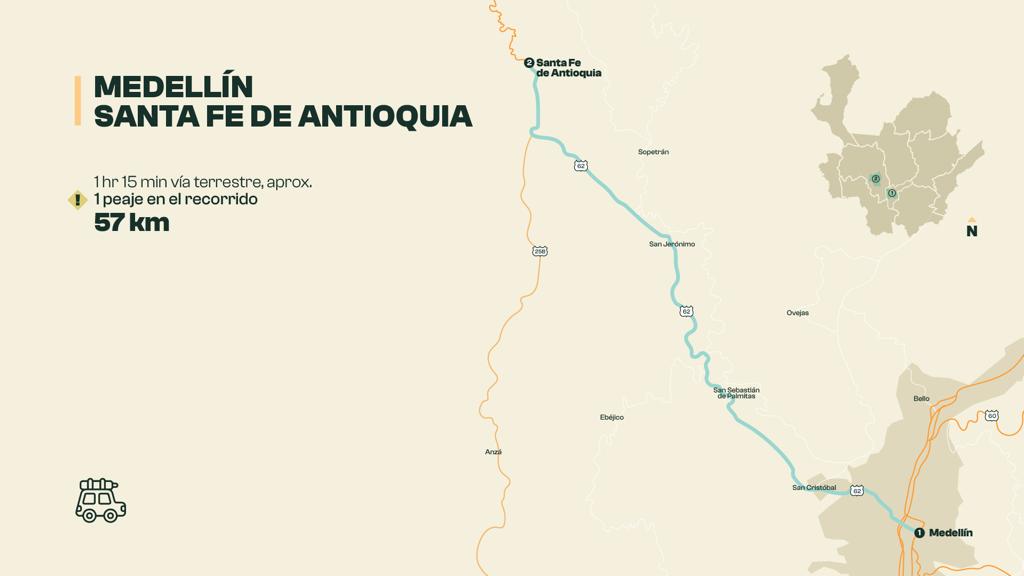 MEDELLÍN
SANTA FE DE ANTIOQUIA
1 hr 15 min vía terrestre, aprox.
!
1 peaje en el recorrido
57 km
2 Santa Fe
de Antioquia
62
Sopetrán
2
1
N
258
San Jerónimo
62
Ovejas
San Sebastián
de Palmitas
Bello
60
Ebéjico
Anzá
San Cristóbal
62
1 Medellín